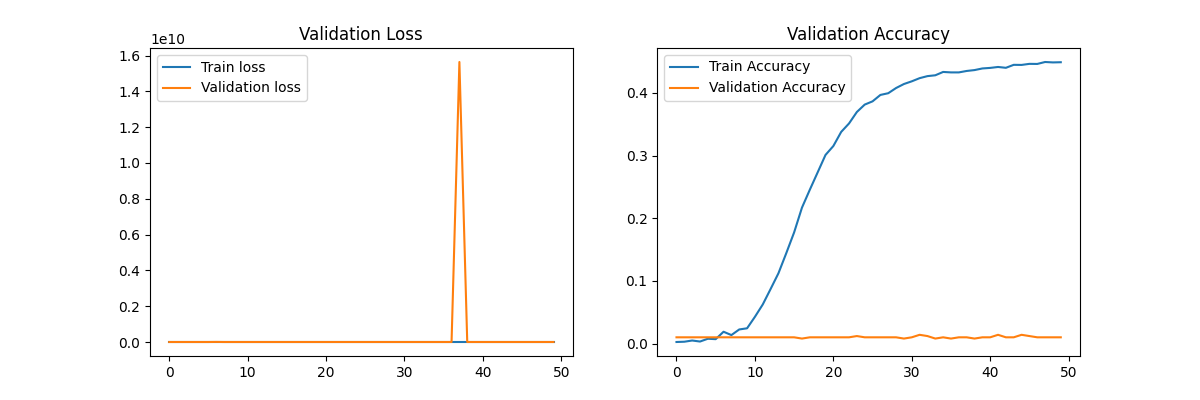 Validation Loss
1e10
Train loss
Validation loss
1.6
1.4
1.2
1.0
0.8
0.6
0.4
0.2
0.0
0 10 20 30 40 50
Validation Accuracy
Train Accuracy
Validation Accuracy
0.4
0.3
0.2
0.1
0.0
0 10 20 30 40 50